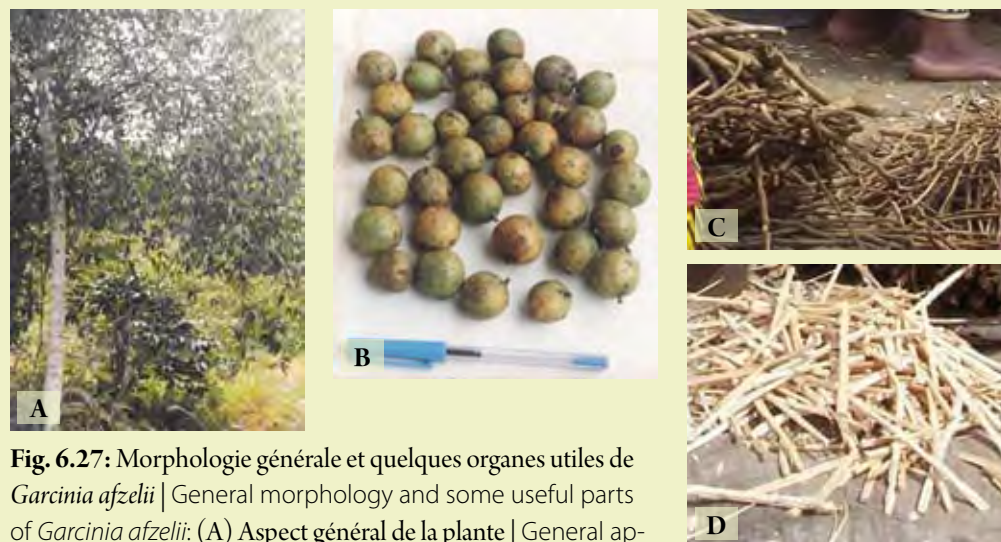 A
B
C
D
Fig. 6.27: Morphologie générale et quelques organes utiles de
Garcinia afzelii | General morphology and some useful parts
of Garcinia afzelii: (A) Aspect général de la plante | General ap-